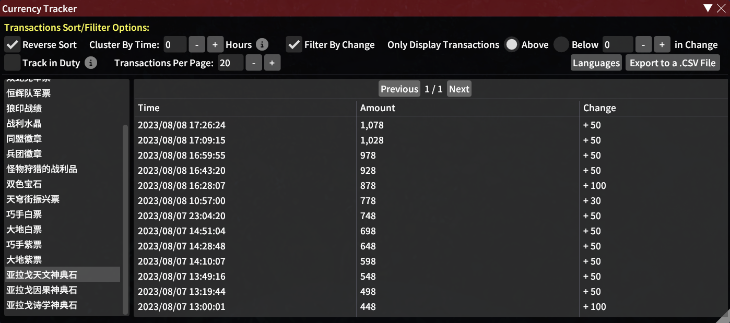 Currency Tracker
Transactions Sort/Fiilter Options:
Reverse Sort Cluster By Time: 0 - + Hours Filter By Change Only Display Transactions Above Below 0 - + in Change
Track in Duty Transactions Per Page: 20 - + Languages Export to a .CSV File
恒辉队军票
狼印战绩
战利水晶
同盟徽章
兵团徽章
怪物狩猎的战利品
双色宝石
天穹街振兴票
巧手白票
大地白票
巧手紫票
大地紫票
亚拉戈天文神典石
亚拉戈因果神典石
亚拉戈诗学神典石
Previous 1 / 1 Next
Time Amount Change
2023/08/08 17:26:24 1,078 + 50
2023/08/08 17:09:15 1,028 + 50
2023/08/08 16:59:55 978 + 50
2023/08/08 16:43:20 928 + 50
2023/08/08 16:28:07 878 + 100
2023/08/08 10:57:00 778 + 30
2023/08/07 23:04:20 748 + 50
2023/08/07 14:51:04 698 + 50
2023/08/07 14:28:48 648 + 50
2023/08/07 14:10:07 598 + 50
2023/08/07 13:49:16 548 + 50
2023/08/07 13:19:44 498 + 50
2023/08/07 13:00:01 448 + 100